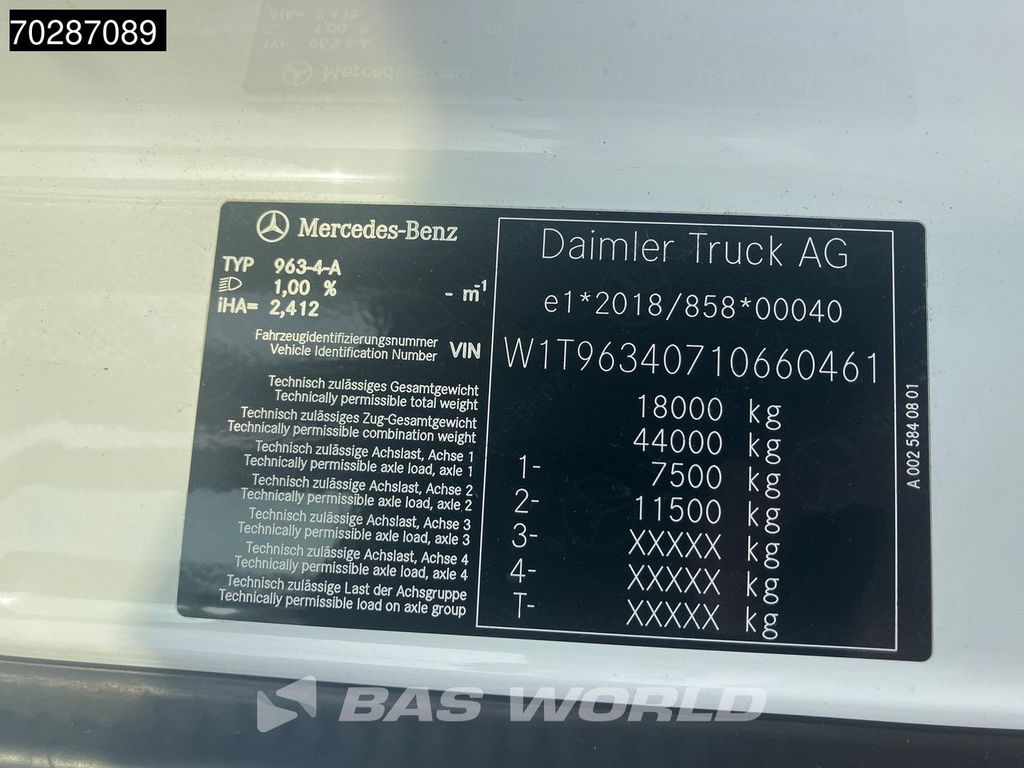 70287089
Mercedes-Benz
TYP 963-4-A
1,00 % - m⁻¹
iHA= 2,412
Daimler Truck AG
e1*2018/858*00040
Fahrzeugidentifizierungsnummer
Vehicle Identification Number VIN W1T96340710660461
Technisch zulässiges Gesamtgewicht
Technically permissible total weight 18000 kg
Technisch zulässiges Zug-Gesamtgewicht
Technically permissible combination weight 44000 kg
Technisch zulässige Achslast, Achse 1
Technically permissible axle load, axle 1 1- 7500 kg
Technisch zulässige Achslast, Achse 2
Technically permissible axle load, axle 2 2- 11500 kg
Technisch zulässige Achslast, Achse 3
Technically permissible axle load, axle 3 3- XXXXX kg
Technisch zulässige Achslast, Achse 4
Technically permissible axle load, axle 4 4- XXXXX kg
Technisch zulässige Last der Achsgruppe
Technically permissible load on axle group T- XXXXX kg
A 002 584 08 01
BAS WORLD